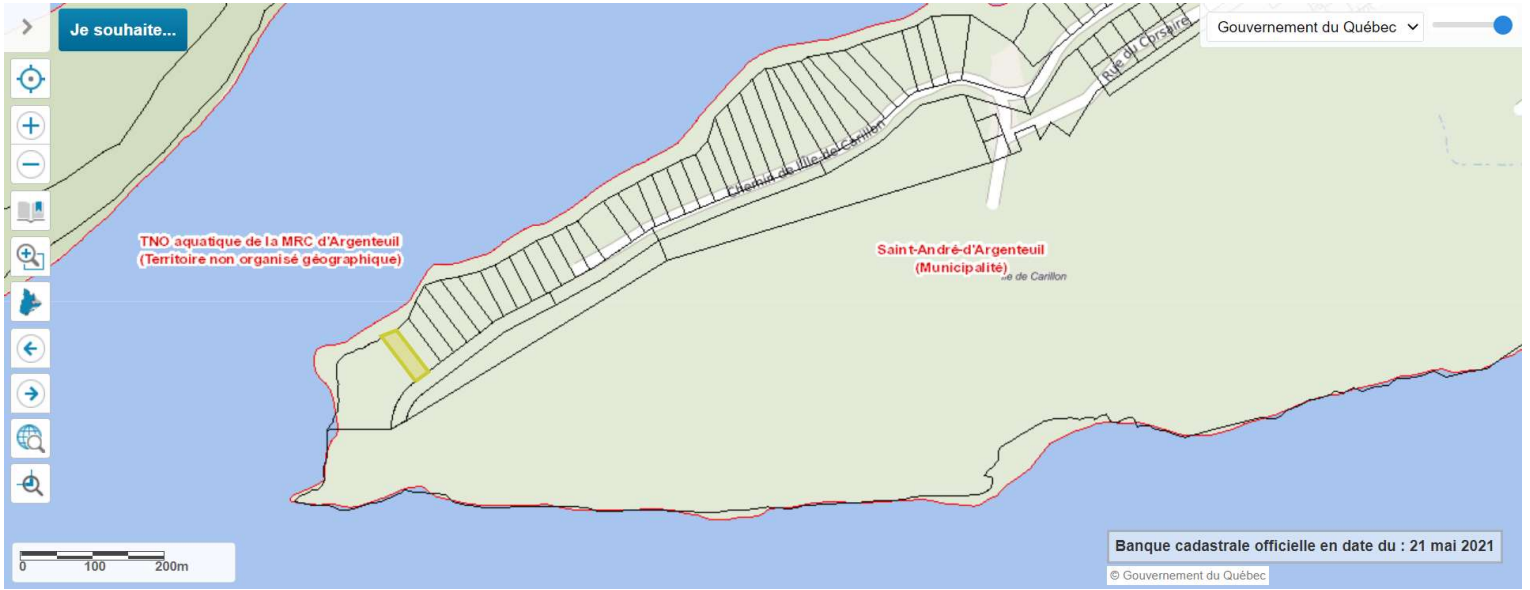 Je souhaite...
Gouvernement du Québec
Rue du Corsaire
Chemin de l'Île-de-Carillon
TNO aquatique de la MRC d'Argenteuil
(Territoire non organisé géographique)
Saint-André-d'Argenteuil
(Municipalité)
de Carillon
0 100 200m
Banque cadastrale officielle en date du : 21 mai 2021
© Gouvernement du Québec